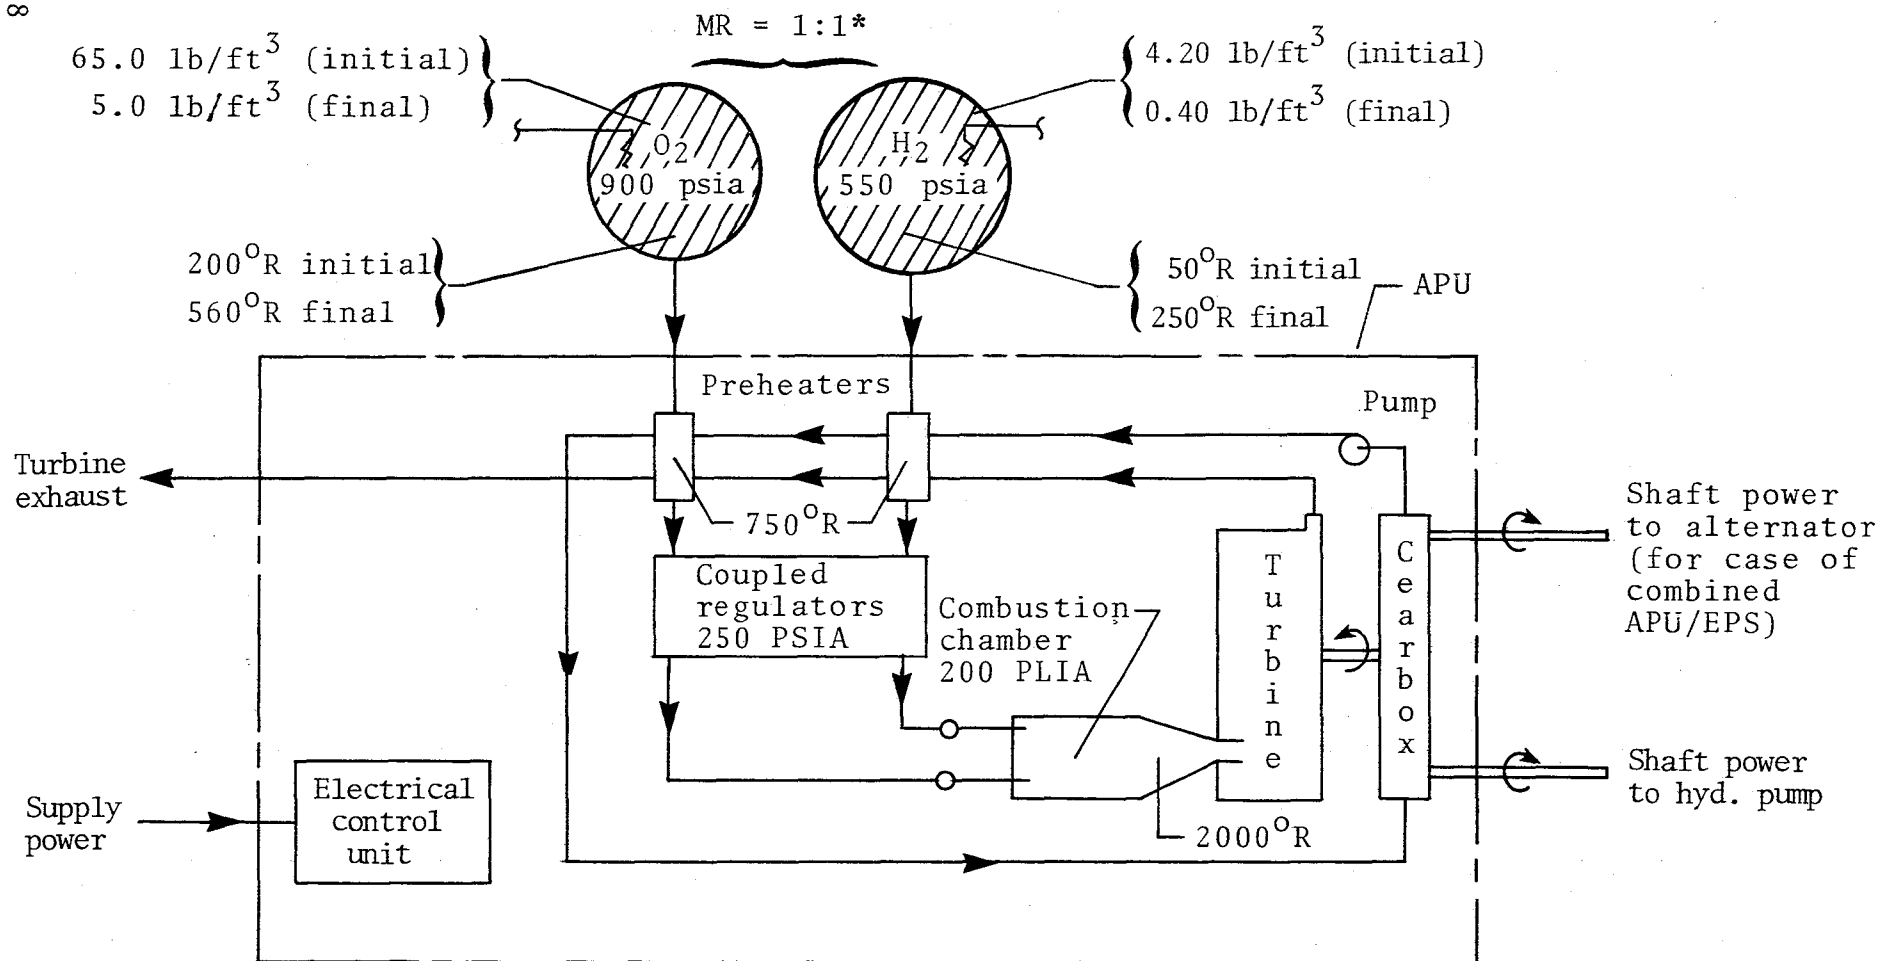 ∞
MR = 1:1*
65.0 lb/ft³ (initial)
5.0 lb/ft³ (final)
4.20 lb/ft³ (initial)
0.40 lb/ft³ (final)
O₂
900 psia
H₂
550 psia
200°R initial
560°R final
50°R initial
250°R final
APU
Preheaters
Pump
Turbine
exhaust
750°R
Coupled
regulators
250 PSIA
Combustion
chamber
200 PLIA
Turbine
Cearbox
Shaft power
to alternator
(for case of
combined
APU/EPS)
Shaft power
to hyd. pump
2000°R
Supply
power
Electrical
control
unit